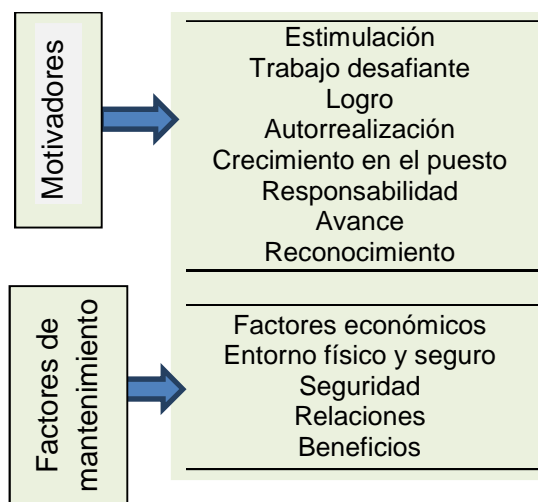 Motivadores
Estimulación
Trabajo desafiante
Logro
Autorrealización
Crecimiento en el puesto
Responsabilidad
Avance
Reconocimiento
Factores de
mantenimiento
Factores económicos
Entorno físico y seguro
Seguridad
Relaciones
Beneficios